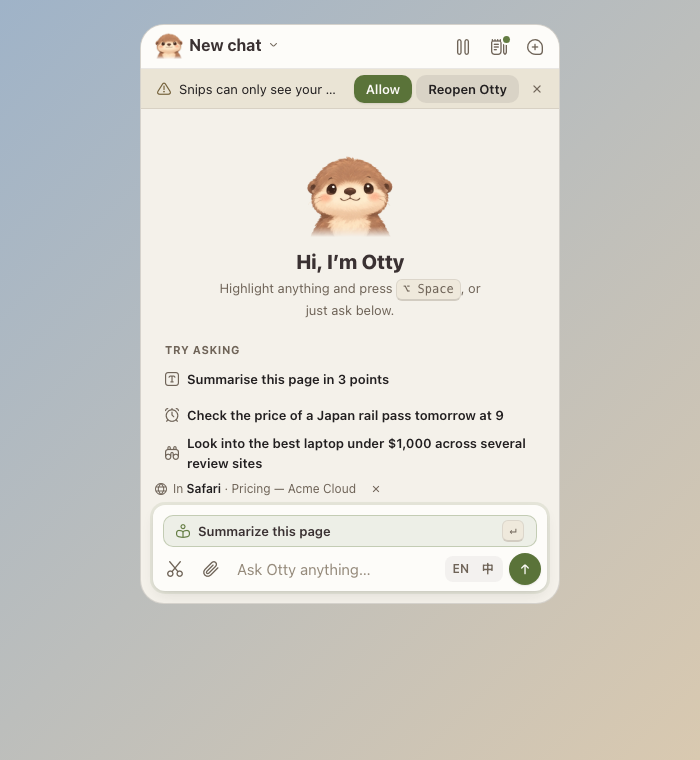 New chat
Snips can only see your ...
Allow
Reopen Otty
Hi, I’m Otty
Highlight anything and press ⌥ Space, or
just ask below.
TRY ASKING
Summarise this page in 3 points
Check the price of a Japan rail pass tomorrow at 9
Look into the best laptop under $1,000 across several
review sites
In Safari · Pricing — Acme Cloud
Summarize this page
Ask Otty anything...
EN 中